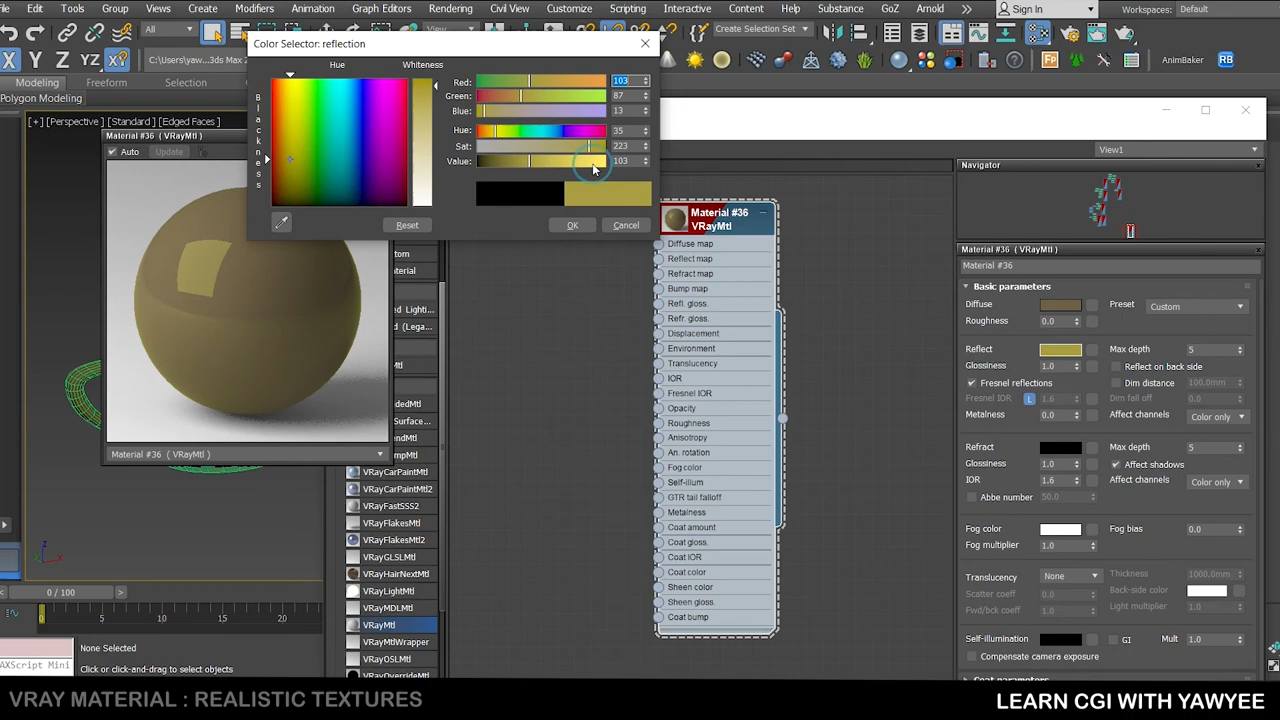 File Edit Tools Group Views Create Modifiers Animation Graph Editors Rendering Civil View Customize Scripting Interactive Content Help Substance GoZ Arnold Sign In Workspaces: Default
All View Create Selection Set
X Y Z C:\yaw...3ds Max 2 AnimBaker RB
Modeling Freeform Selection
Polygon Modeling
Color Selector: reflection
Hue Whiteness
Blackness
Red: 103
Green: 87
Blue: 13
Hue: 35
Sat: 223
Value: 103
Reset OK Cancel
[+] [Perspective] [Standard] [Edged Faces]
Material #36 ( VRayMtl )
Auto Update
Material #36 ( VRayMtl )
VRayCarPaintMtl
VRayCarPaintMtl2
VRayFastSSS2
VRayFlakesMtl
VRayFlakesMtl2
VRayGLSLMtl
VRayHairNextMtl
VRayLightMtl
VRayMDLMtl
VRayMtl
VRayMtlWrapper
VRayOSLMtl
VRayOverrideMtl
0 / 100
0 5 10 15 20
None Selected
AXScript Mini
Click or click-and-drag to select objects
Material #36
VRayMtl
Diffuse map
Reflect map
Refract map
Bump map
Refl. gloss.
Refr. gloss.
Displacement
Environment
Translucency
IOR
Fresnel IOR
Opacity
Roughness
Anisotropy
An. rotation
Fog color
Self-illum
GTR tail falloff
Metalness
Coat amount
Coat gloss.
Coat IOR
Coat color
Sheen color
Sheen gloss.
Coat bump
View1
Navigator
Material #36 ( VRayMtl )
Material #36
Basic parameters
Diffuse Preset Custom
Roughness 0.0
Reflect Max depth 5
Glossiness 1.0 Reflect on back side
Fresnel reflections Dim distance 100.0mm
Fresnel IOR L 1.6 Dim fall off 0.0
Metalness 0.0 Affect channels Color only
Refract Max depth 5
Glossiness 1.0 Affect shadows
IOR 1.6 Affect channels Color only
Abbe number 50.0
Fog color Fog bias 0.0
Fog multiplier 1.0
Translucency None Thickness 1000.0mm
Scatter coeff 0.0 Back-side color
Fwd/bck coeff 1.0 Light multiplier 1.0
Self-illumination GI Mult 1.0
Compensate camera exposure
Coat parameters
VRAY MATERIAL : REALISTIC TEXTURES
LEARN CGI WITH YAWYEE